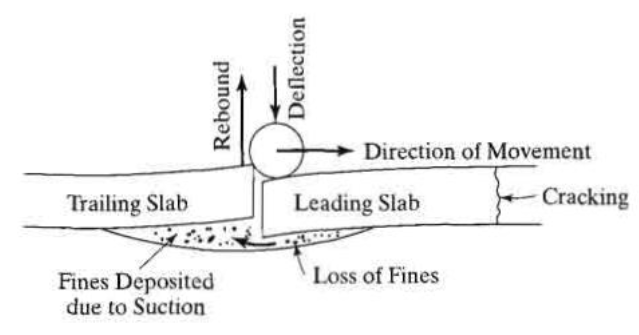 Rebound
Deflection
Direction of Movement
Trailing Slab
Leading Slab
Cracking
Fines Deposited
due to Suction
Loss of Fines